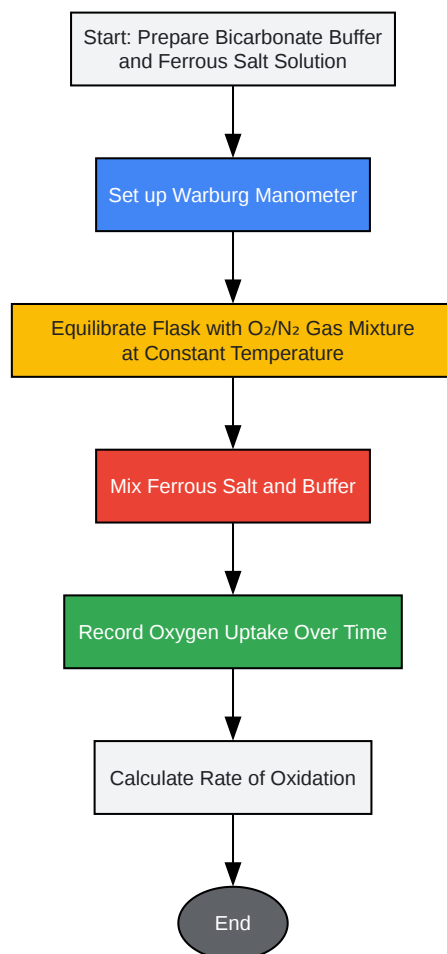 Start: Prepare Bicarbonate Buffer
and Ferrous Salt Solution
Set up Warburg Manometer
Equilibrate Flask with O₂/N₂ Gas Mixture
at Constant Temperature
Mix Ferrous Salt and Buffer
Record Oxygen Uptake Over Time
Calculate Rate of Oxidation
End